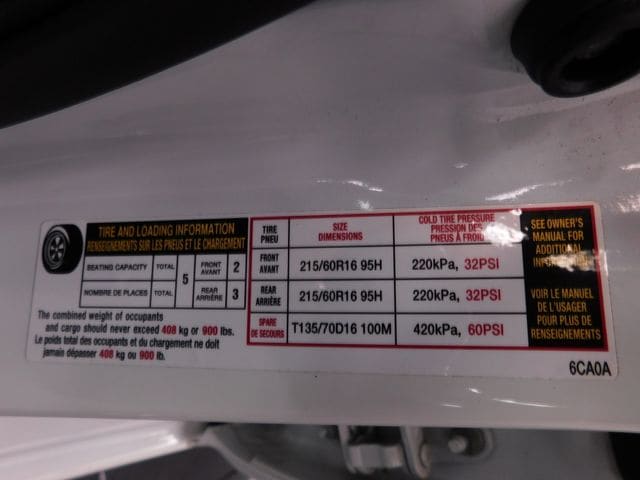 TIRE AND LOADING INFORMATION
RENSEIGNEMENTS SUR LES PNEUS ET LE CHARGEMENT
SEATING CAPACITY TOTAL 5 FRONT AVANT 2
NOMBRE DE PLACES TOTAL REAR ARRIÈRE 3
The combined weight of occupants
and cargo should never exceed 408 kg or 900 lbs.
Le poids total des occupants et du chargement ne doit
jamais dépasser 408 kg ou 900 lb.
TIRE PNEU SIZE DIMENSIONS COLD TIRE PRESSURE PRESSION DES PNEUS À FROID
FRONT AVANT 215/60R16 95H 220kPa, 32PSI
REAR ARRIÈRE 215/60R16 95H 220kPa, 32PSI
SPARE DE SECOURS T135/70D16 100M 420kPa, 60PSI
SEE OWNER'S
MANUAL FOR
ADDITIONAL
INFORMATION
VOIR LE MANUEL
DE L'USAGER
POUR PLUS DE
RENSEIGNEMENTS
6CA0A